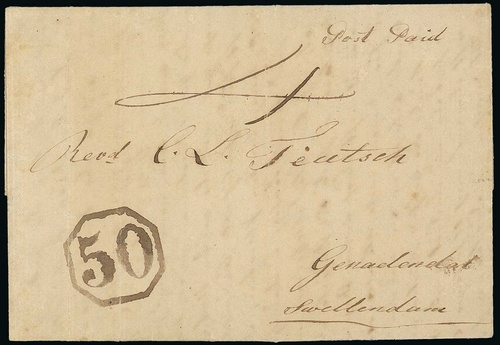 Post Paid
4
Revd C. L. Teutsch
50
Genadendal
Swellendam